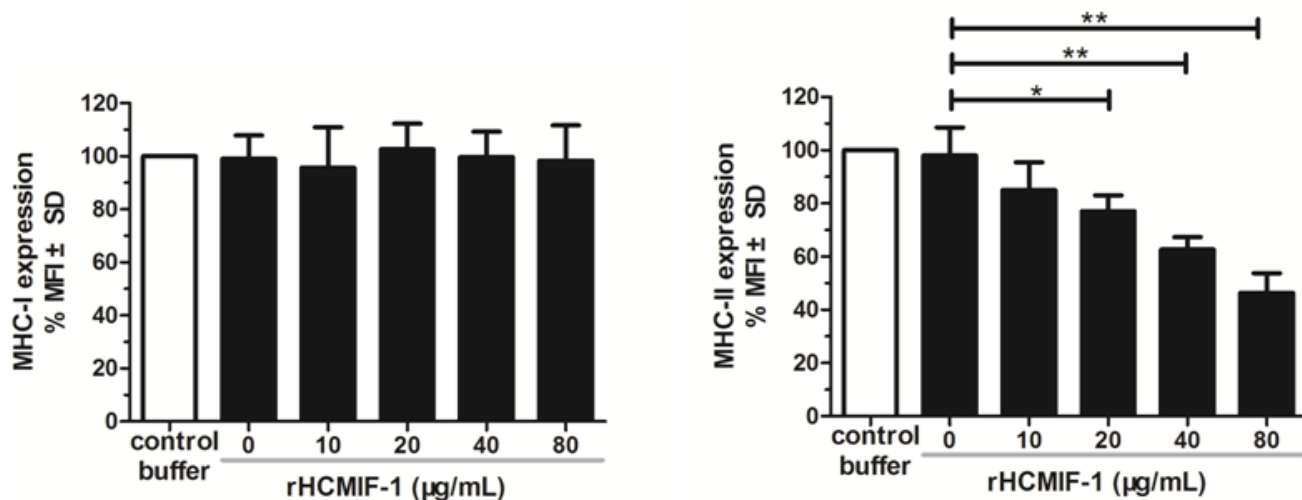 MHC-I expression
% MFI ± SD
120
100
80
60
40
20
0
control
buffer
0 10 20 40 80
rHCMIF-1 (µg/mL)
**
**
*
MHC-II expression
% MFI ± SD
120
100
80
60
40
20
0
control
buffer
0 10 20 40 80
rHCMIF-1 (µg/mL)